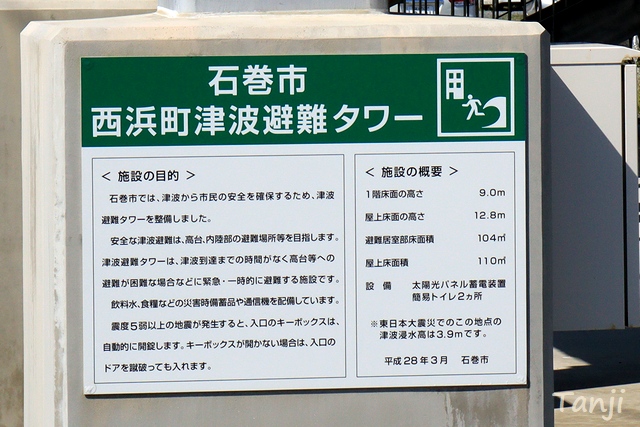 石巻市
西浜町津波避難タワー
＜ 施設の目的 ＞
石巻市では、津波から市民の安全を確保するため、津波
避難タワーを整備しました。
安全な津波避難は、高台、内陸部の避難場所等を目指します。
津波避難タワーは、津波到達までの時間がなく高台等への
避難が困難な場合などに緊急・一時的に避難する施設です。
飲料水、食糧などの災害時備蓄品や通信機を配備しています。
震度５弱以上の地震が発生すると、入口のキーボックスは、
自動的に開錠します。キーボックスが開かない場合は、入口の
ドアを蹴破っても入れます。
＜ 施設の概要 ＞
1階床面の高さ 9.0m
屋上床面の高さ 12.8m
避難居室部床面積 104㎡
屋上床面積 110㎡
設 備 太陽光パネル蓄電装置
簡易トイレ2ヵ所
※東日本大震災でのこの地点の
津波浸水高は3.9mです。
平成28年3月 石巻市
Tanji